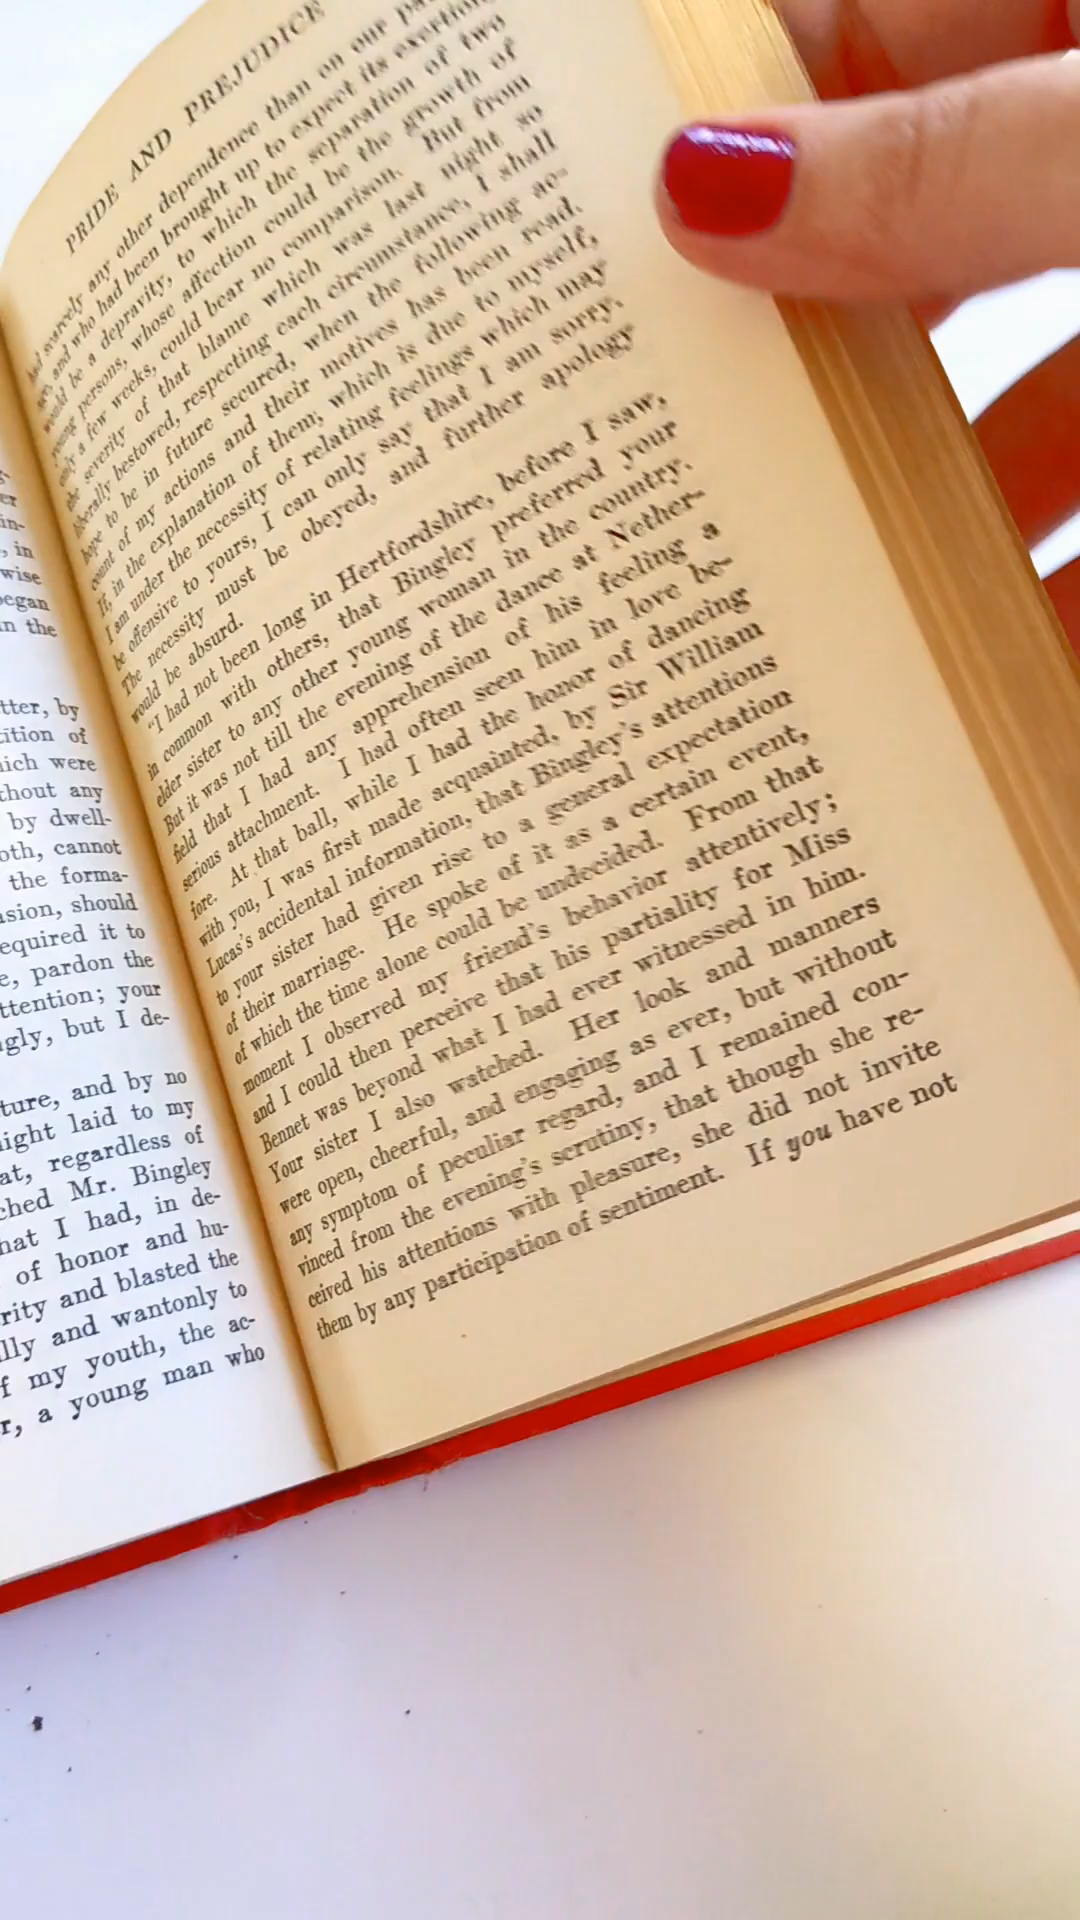 er
in-
, in
wise
began
in the
tter, by
ition of
ich were
thout any
by dwell-
oth, cannot
the forma-
asion, should
equired it to
e, pardon the
ttention; your
ngly, but I de-
ture, and by no
night laid to my
at, regardless of
ched Mr. Bingley
hat I had, in de-
of honor and hu-
rity and blasted the
lly and wantonly to
f my youth, the ac-
r, a young man who
PRIDE AND PREJUDICE
had scarcely any other dependence than on our pa
age, and who had been brought up to expect its exertion,
would be a depravity, to which the separation of two
young persons, whose affection could be the growth of
only a few weeks, could bear no comparison. But from
the severity of that blame which was last night so
liberally bestowed, respecting each circumstance, I shall
hope to be in future secured, when the following ac-
count of my actions and their motives has been read.
If, in the explanation of them, which is due to myself,
I am under the necessity of relating feelings which may
be offensive to yours, I can only say that I am sorry.
The necessity must be obeyed, and further apology
would be absurd.
"I had not been long in Hertfordshire, before I saw,
in common with others, that Bingley preferred your
elder sister to any other young woman in the country.
But it was not till the evening of the dance at Nether-
field that I had any apprehension of his feeling a
serious attachment. I had often seen him in love be-
fore. At that ball, while I had the honor of dancing
with you, I was first made acquainted, by Sir William
Lucas's accidental information, that Bingley's attentions
to your sister had given rise to a general expectation
of their marriage. He spoke of it as a certain event,
of which the time alone could be undecided. From that
moment I observed my friend's behavior attentively;
and I could then perceive that his partiality for Miss
Bennet was beyond what I had ever witnessed in him.
Your sister I also watched. Her look and manners
were open, cheerful, and engaging as ever, but without
any symptom of peculiar regard, and I remained con-
vinced from the evening's scrutiny, that though she re-
ceived his attentions with pleasure, she did not invite
them by any participation of sentiment. If you have not